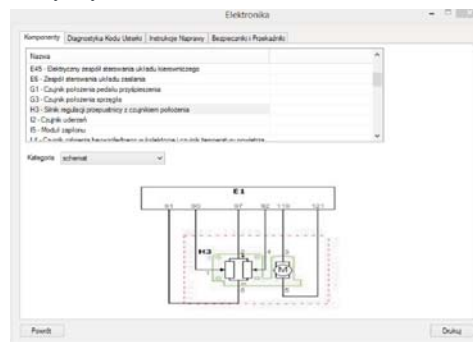 Elektronika
Komponenty Diagnostyka Kodu Usterki Instrukcje Naprawy Bezpieczniki i Przekaźniki
Nazwa
E45 - Elektryczny zespół sterowania układu kierowniczego
E6 - Zespół sterowania układu zasilania
G1 - Czujnik położenia pedału przyśpieszenia
G3 - Czujnik położenia sprzęgła
H3 - Silnik regulacji przepustnicy z czujnikiem położenia
I2 - Czujnik uderzeń
I5 - Moduł zapłonu
Kategoria schemat
E1
H3
M
Powrót Drukuj